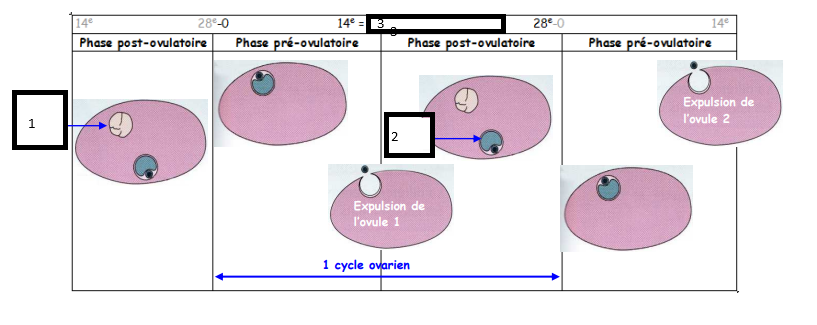 14e 28e-0 14e = 3 28e-0 14e
Phase post-ovulatoire Phase pré-ovulatoire Phase post-ovulatoire Phase pré-ovulatoire
1
2
Expulsion de
l'ovule 2
Expulsion de
l'ovule 1
1 cycle ovarien